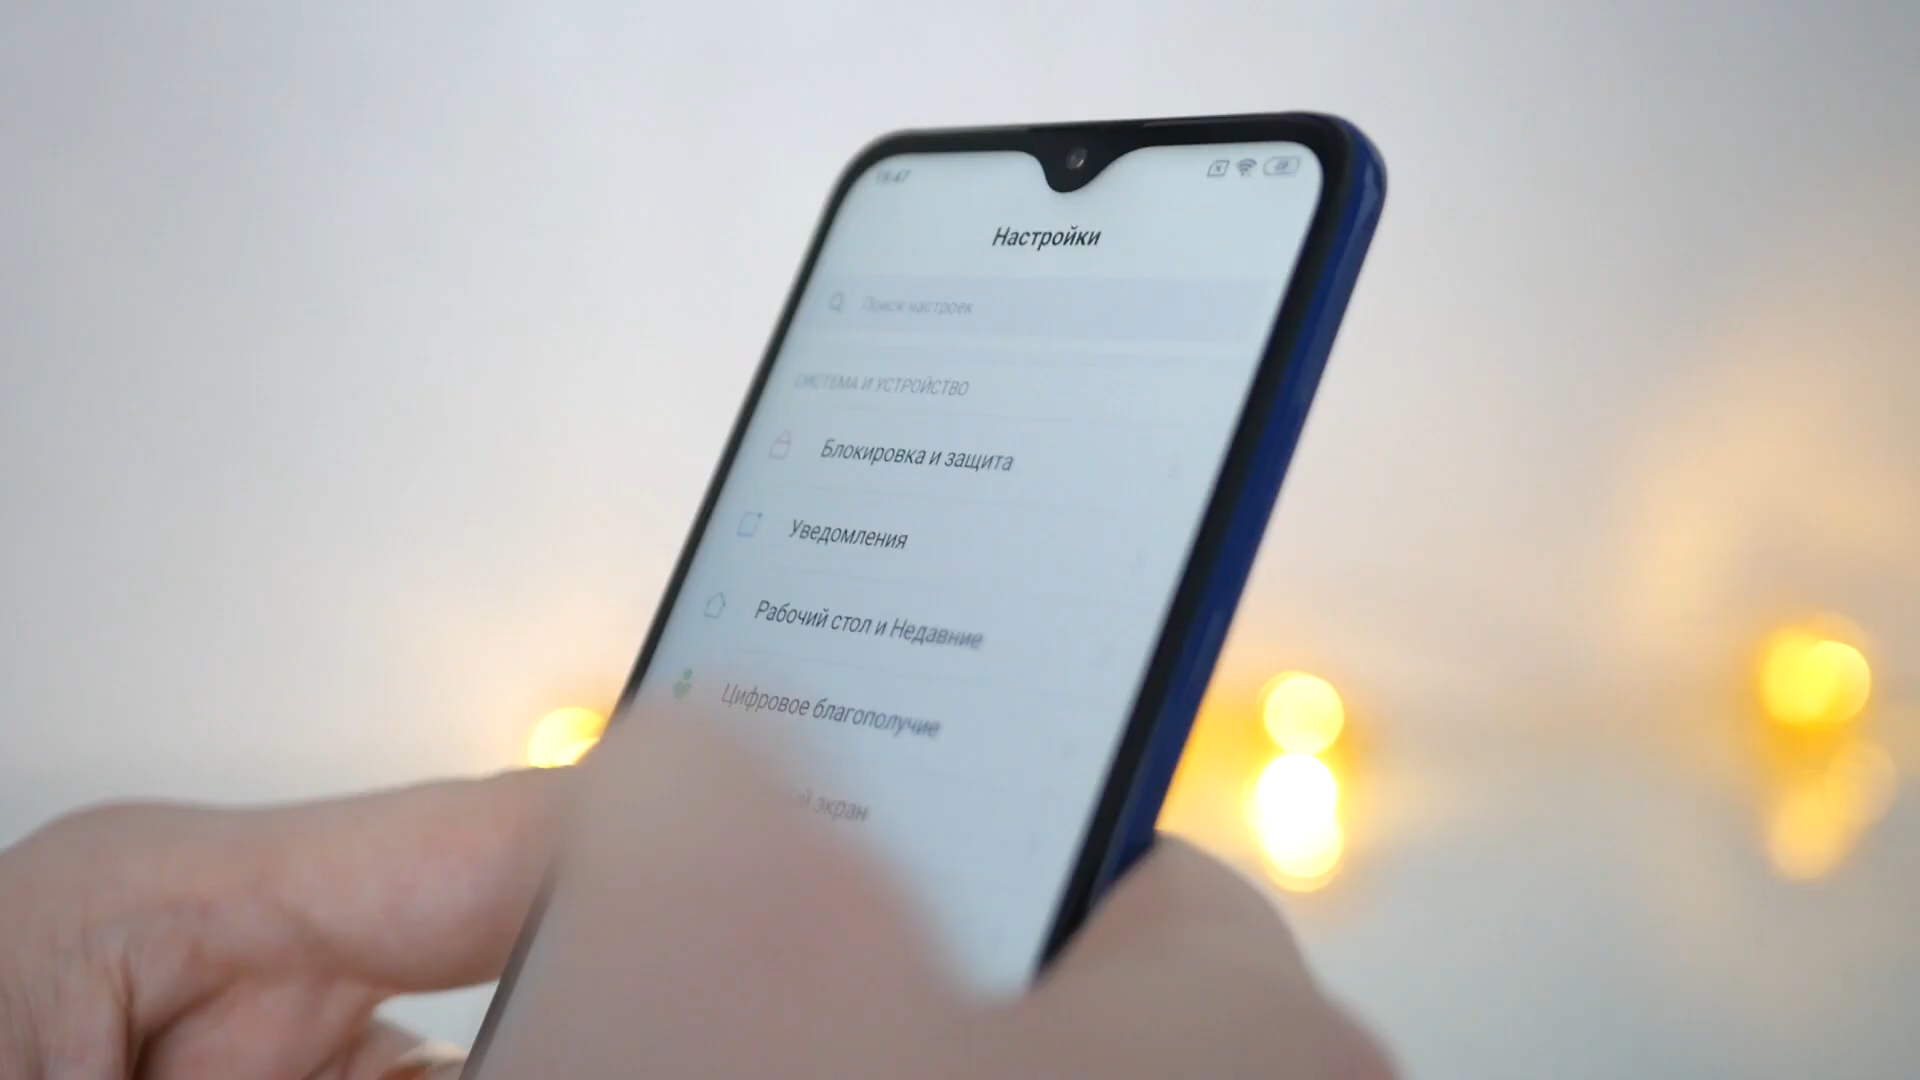 Настройки
Поиск настроек
СИСТЕМА И УСТРОЙСТВО
Блокировка и защита
Уведомления
Рабочий стол и Недавние
Цифровое благополучие
экран